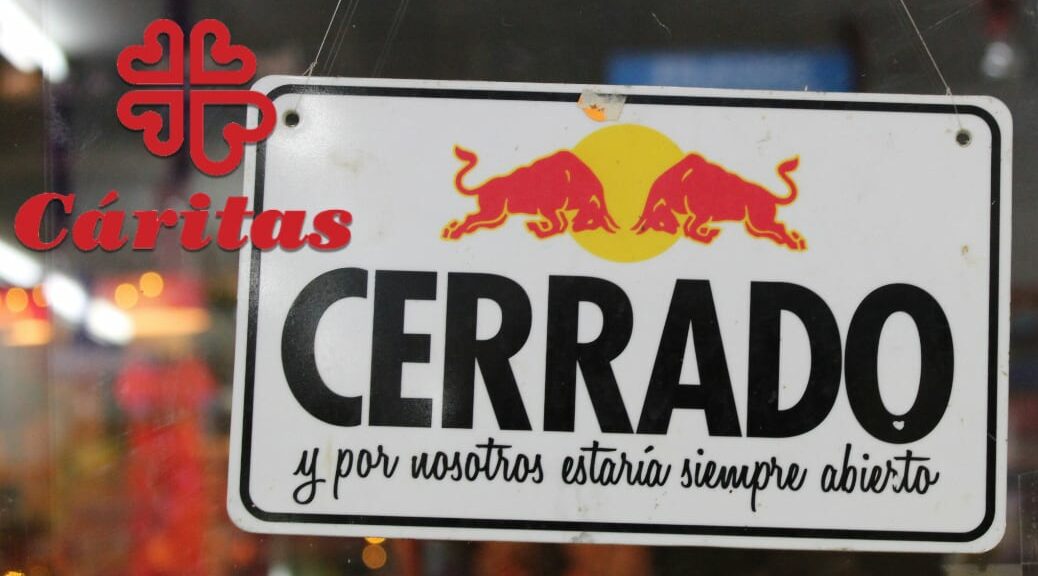 Cáritas
CERRADO
y por nosotros estaría siempre abierto